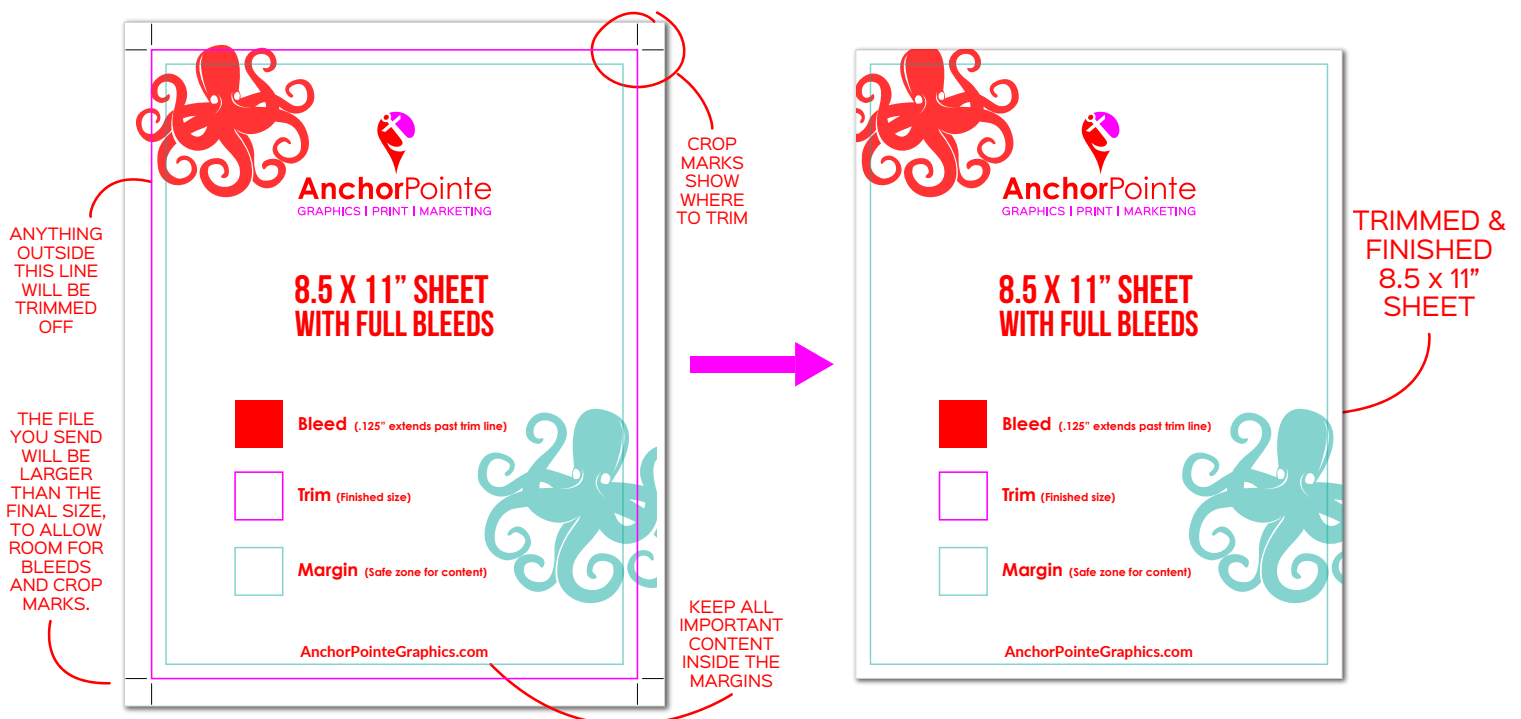 ANYTHING
OUTSIDE
THIS LINE
WILL BE
TRIMMED
OFF
THE FILE
YOU SEND
WILL BE
LARGER
THAN THE
FINAL SIZE,
TO ALLOW
ROOM FOR
BLEEDS
AND CROP
MARKS.
AnchorPointe
GRAPHICS | PRINT | MARKETING
8.5 X 11” SHEET
WITH FULL BLEEDS
Bleed (.125" extends past trim line)
Trim (Finished size)
Margin (Safe zone for content)
AnchorPointeGraphics.com
CROP
MARKS
SHOW
WHERE
TO TRIM
KEEP ALL
IMPORTANT
CONTENT
INSIDE THE
MARGINS
AnchorPointe
GRAPHICS | PRINT | MARKETING
8.5 X 11” SHEET
WITH FULL BLEEDS
Bleed (.125" extends past trim line)
Trim (Finished size)
Margin (Safe zone for content)
AnchorPointeGraphics.com
TRIMMED &
FINISHED
8.5 x 11”
SHEET